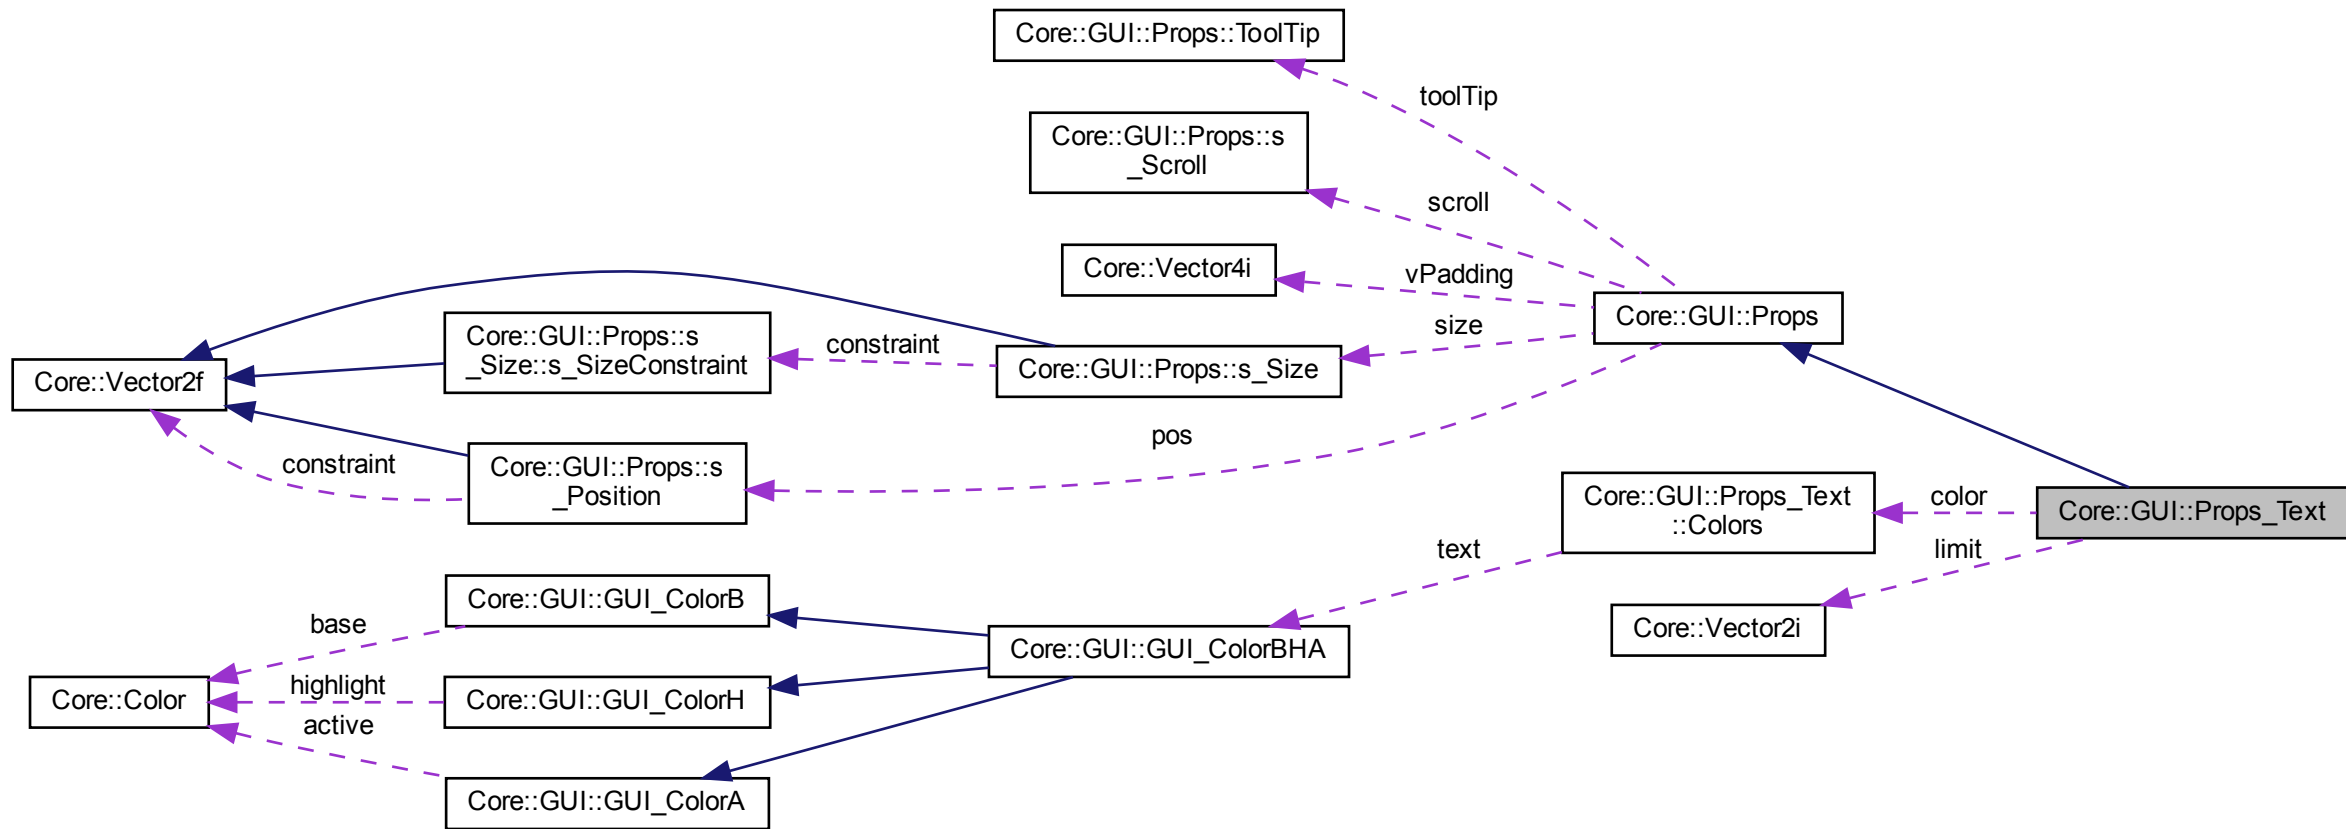 Core::GUI::Props::ToolTip
toolTip
Core::GUI::Props::s
_Scroll
scroll
Core::Vector4i
vPadding
Core::GUI::Props
size
Core::GUI::Props::s
_Size::s_SizeConstraint
constraint
Core::GUI::Props::s_Size
Core::Vector2f
pos
constraint
Core::GUI::Props::s
_Position
Core::GUI::Props_Text
::Colors
color
Core::GUI::Props_Text
text
limit
Core::GUI::GUI_ColorB
base
Core::Vector2i
Core::GUI::GUI_ColorBHA
Core::Color
highlight
Core::GUI::GUI_ColorH
active
Core::GUI::GUI_ColorA